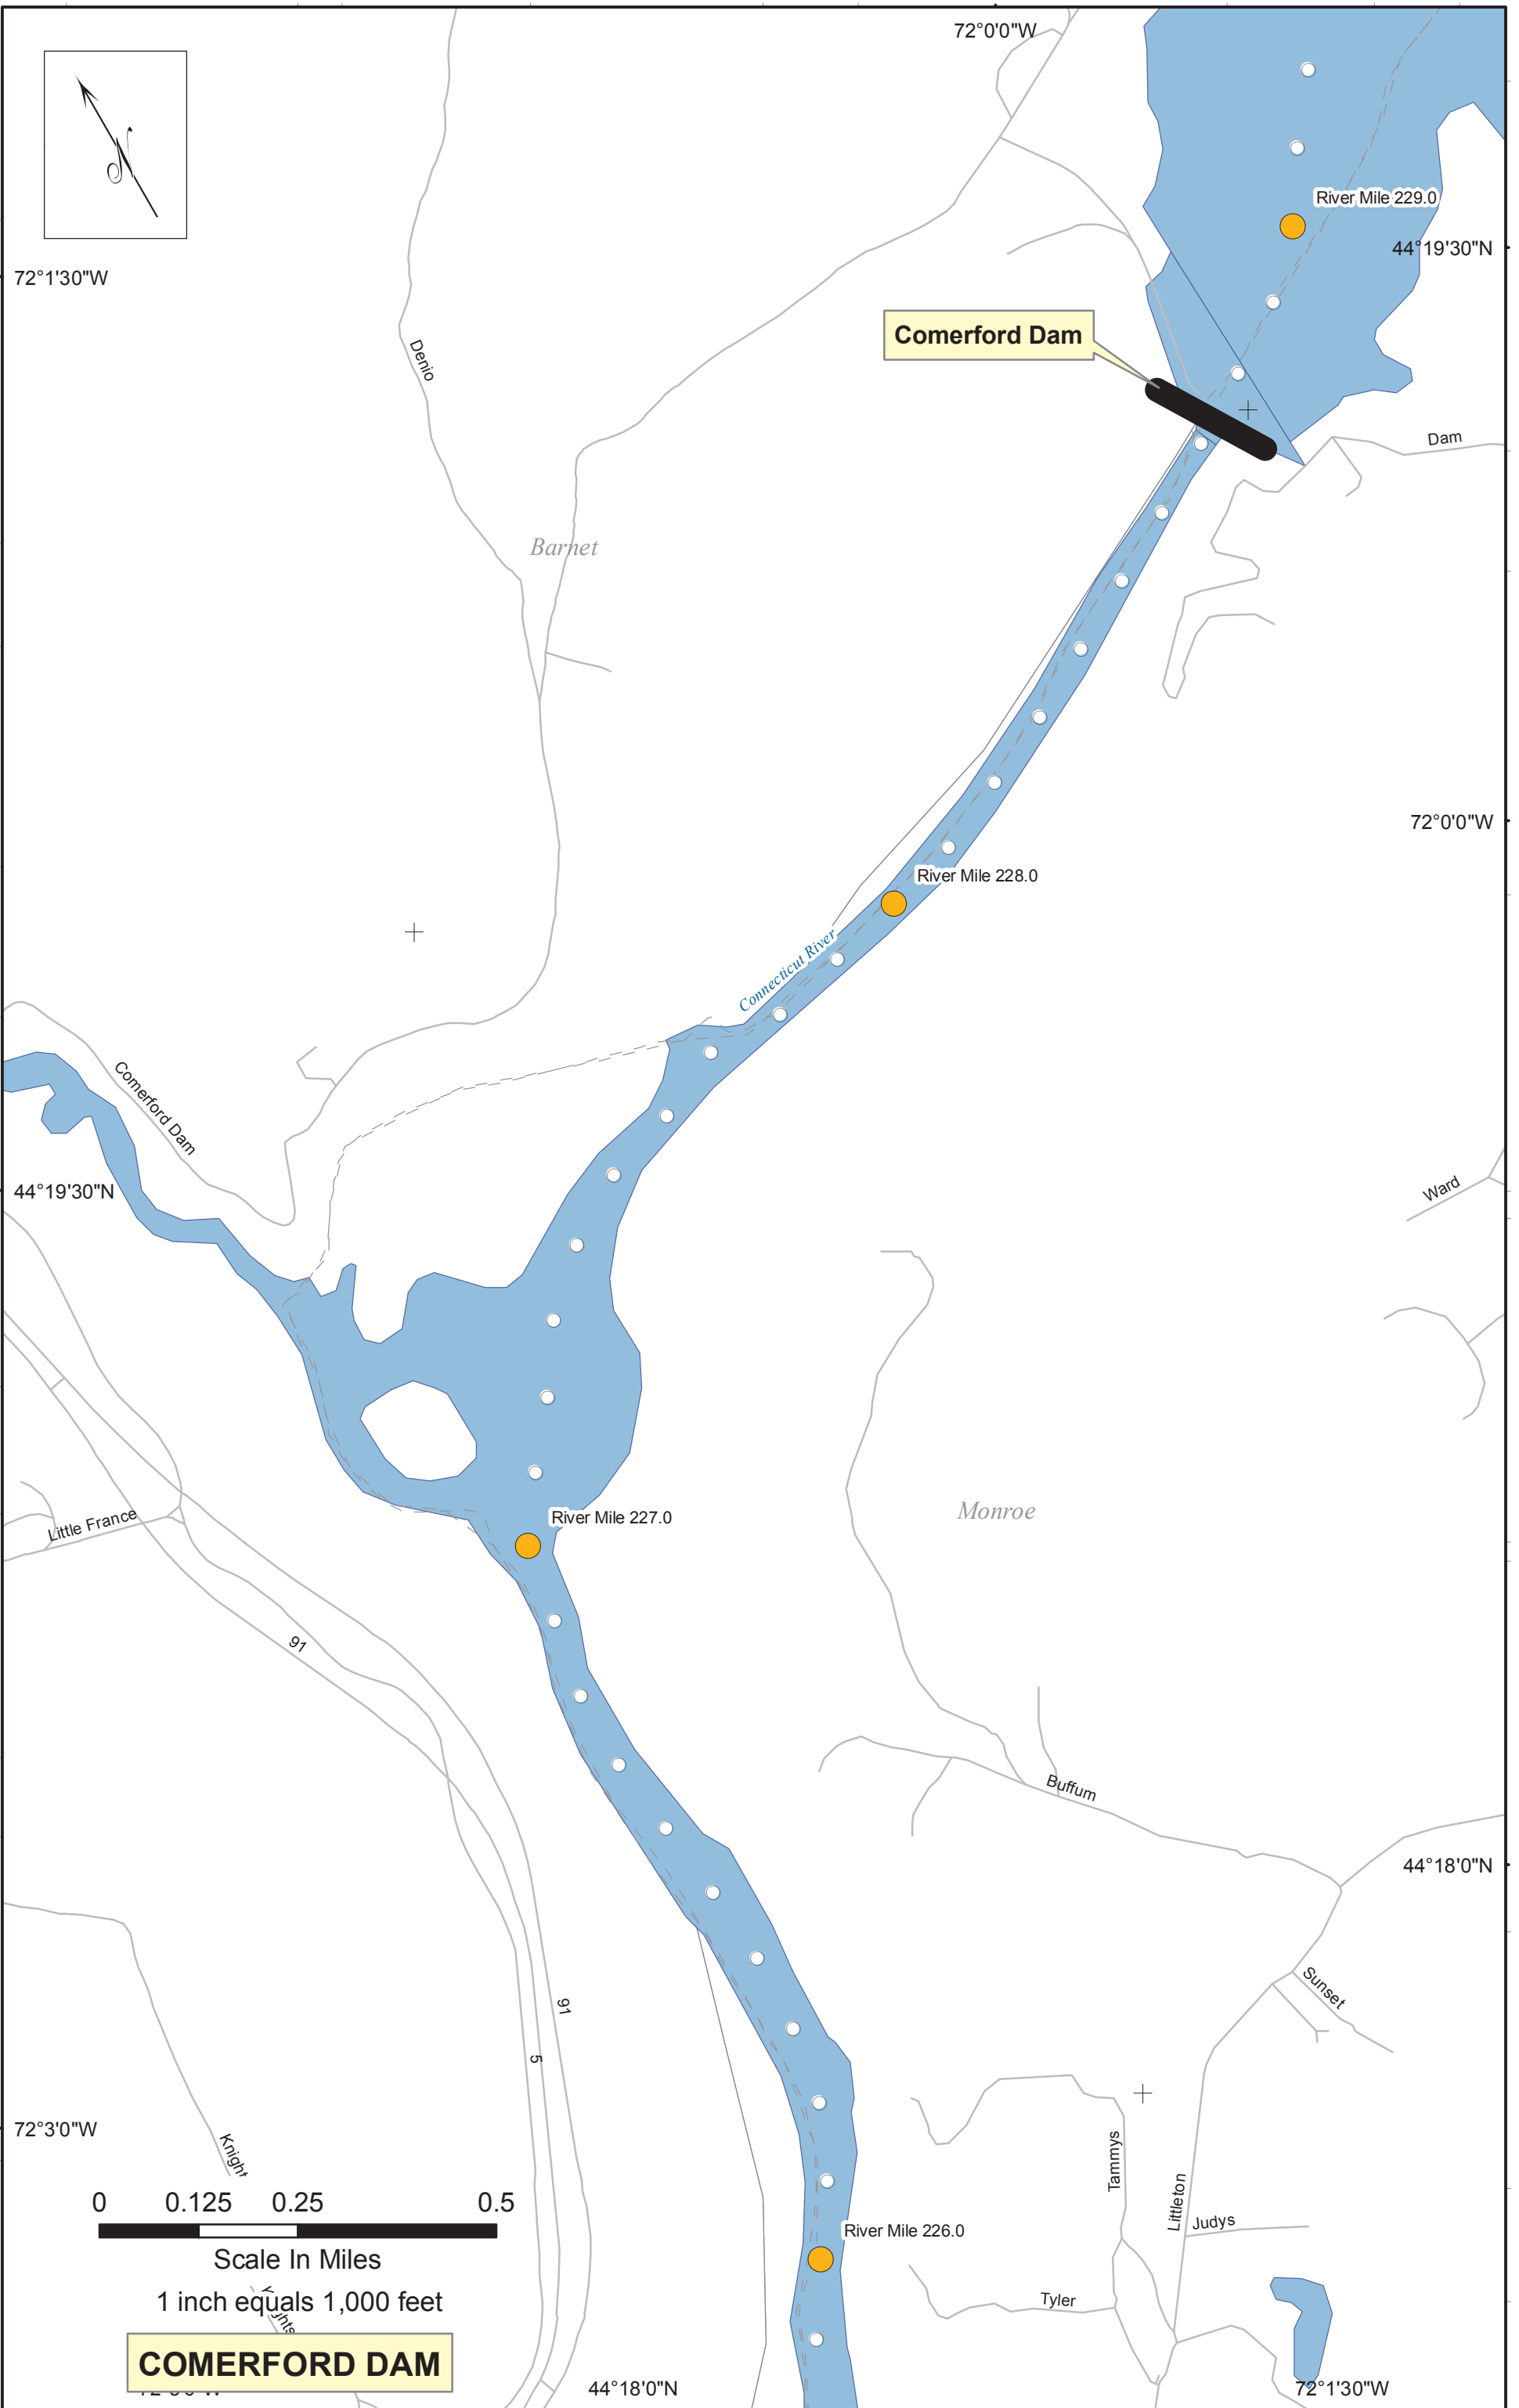 72°0'0"W
River Mile 229.0
44°19'30"N
72°1'30"W
Comerford Dam
Denio
Dam
Barnet
72°0'0"W
River Mile 228.0
Connecticut River
Comerford Dam
44°19'30"N
Ward
Monroe
River Mile 227.0
Little France
91
Buffum
44°18'0"N
Sunset
91
5
72°3'0"W
Knight
Tammys
Littleton
Judys
0 0.125 0.25 0.5
River Mile 226.0
Scale In Miles
Tyler
1 inch equals 1,000 feet
COMERFORD DAM
44°18'0"N
72°1'30"W